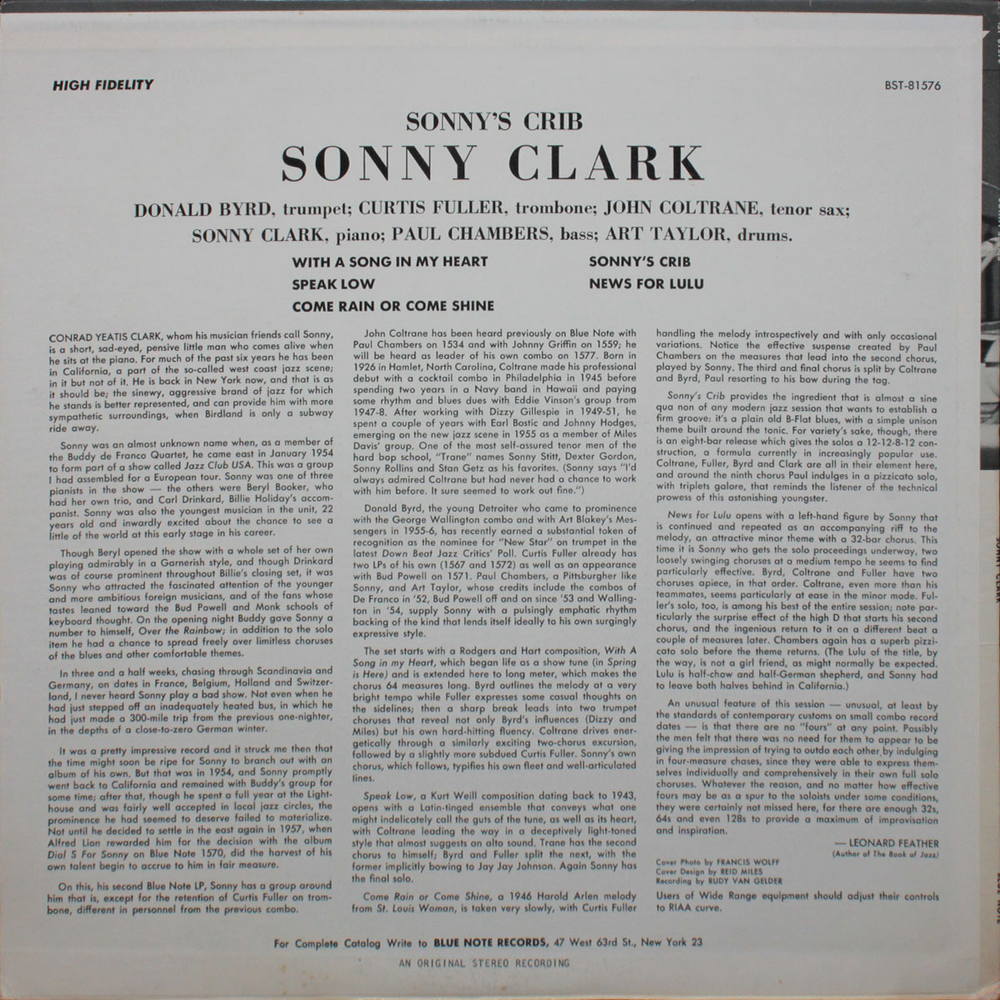 HIGH FIDELITY
BST-81576
SONNY'S CRIB
SONNY CLARK
DONALD BYRD, trumpet; CURTIS FULLER, trombone; JOHN COLTRANE, tenor sax;
SONNY CLARK, piano; PAUL CHAMBERS, bass; ART TAYLOR, drums.
WITH A SONG IN MY HEART
SPEAK LOW
COME RAIN OR COME SHINE
SONNY'S CRIB
NEWS FOR LULU
CONRAD YEATIS CLARK, whom his musician friends call Sonny,
is a short, sad-eyed, pensive little man who comes alive when
he sits at the piano. For much of the past six years he has been
in California, a part of the so-called west coast jazz scene;
in it but not of it. He is back in New York now, and that is as
it should be; the sinewy, aggressive brand of jazz for which
he stands is better represented, and can provide him with more
sympathetic surroundings, when Birdland is only a subway
ride away.
Sonny was an almost unknown name when, as a member of
the Buddy de Franco Quartet, he came east in January 1954
to form part of a show called Jazz Club USA. This was a group
I had assembled for a European tour. Sonny was one of three
pianists in the show — the others were Beryl Booker, who
had her own trio, and Carl Drinkard, Billie Holiday's accom-
panist. Sonny was also the youngest musician in the unit, 22
years old and inwardly excited about the chance to see a
little of the world at this early stage in his career.
Though Beryl opened the show with a whole set of her own
playing admirably in a Garnerish style, and though Drinkard
was of course prominent throughout Billie's closing set, it was
Sonny who attracted the fascinated attention of the younger
and more ambitious foreign musicians, and of the fans whose
tastes leaned toward the Bud Powell and Monk schools of
keyboard thought. On the opening night Buddy gave Sonny a
number to himself, Over the Rainbow; in addition to the solo
item he had a chance to spread freely over limitless choruses
of the blues and other comfortable themes.
In three and a half weeks, chasing through Scandinavia and
Germany, on dates in France, Belgium, Holland and Switzer-
land, I never heard Sonny play a bad show. Not even when he
had just stepped off an inadequately heated bus, in which he
had just made a 300-mile trip from the previous one-nighter,
in the depths of a close-to-zero German winter.
It was a pretty impressive record and it struck me then that
the time might soon be ripe for Sonny to branch out with an
album of his own. But that was in 1954, and Sonny promptly
went back to California and remained with Buddy's group for
some time; after that, though he spent a full year at the Light-
house and was fairly well accepted in local jazz circles, the
prominence he had seemed to deserve failed to materialize.
Not until he decided to settle in the east again in 1957, when
Alfred Lion rewarded him for the decision with the album
Dial S For Sonny on Blue Note 1570, did the harvest of his
own talent begin to accrue to him in fair measure.
On this, his second Blue Note LP, Sonny has a group around
him that is, except for the retention of Curtis Fuller on trom-
bone, different in personnel from the previous combo.
John Coltrane has been heard previously on Blue Note with
Paul Chambers on 1534 and with Johnny Griffin on 1559; he
will be heard as leader of his own combo on 1577. Born in
1926 in Hamlet, North Carolina, Coltrane made his professional
debut with a cocktail combo in Philadelphia in 1945 before
spending two years in a Navy band in Hawaii and paying
some rhythm and blues dues with Eddie Vinson's group from
1947-8. After working with Dizzy Gillespie in 1949-51, he
spent a couple of years with Earl Bostic and Johnny Hodges,
emerging on the new jazz scene in 1955 as a member of Miles
Davis' group. One of the most self-assured tenor men of the
hard bop school, "Trane" names Sonny Stitt, Dexter Gordon,
Sonny Rollins and Stan Getz as his favorites. (Sonny says "I'd
always admired Coltrane but had never had a chance to work
with him before. It sure seemed to work out fine.")
Donald Byrd, the young Detroiter who came to prominence
with the George Wallington combo and with Art Blakey's Mes-
sengers in 1955-6, has recently earned a substantial token of
recognition as the nominee for "New Star" on trumpet in the
latest Down Beat Jazz Critics' Poll. Curtis Fuller already has
two LPs of his own (1567 and 1572) as well as an appearance
with Bud Powell on 1571. Paul Chambers, a Pittsburgher like
Sonny, and Art Taylor, whose credits include the combos of
De Franco in '52, Bud Powell off and on since '53 and Walling-
ton in '54, supply Sonny with a pulsingly emphatic rhythm
backing of the kind that lends itself ideally to his own surgingly
expressive style.
The set starts with a Rodgers and Hart composition, With A
Song in my Heart, which began life as a show tune (in Spring
is Here) and is extended here to long meter, which makes the
chorus 64 measures long. Byrd outlines the melody at a very
bright tempo while Fuller expresses some casual thoughts on
the sidelines; then a sharp break leads into two trumpet
choruses that reveal not only Byrd's influences (Dizzy and
Miles) but his own hard-hitting fluency. Coltrane drives ener-
getically through a similarly exciting two-chorus excursion,
followed by a slightly more subdued Curtis Fuller. Sonny's own
chorus, which follows, typifies his own fleet and well-articulated
lines.
Speak Low, a Kurt Weill composition dating back to 1943,
opens with a Latin-tinged ensemble that conveys what one
might indelicately call the guts of the tune, as well as its heart,
with Coltrane leading the way in a deceptively light-toned
style that almost suggests an alto sound. Trane has the second
chorus to himself; Byrd and Fuller split the next, with the
former implicitly bowing to Jay Jay Johnson. Again Sonny has
the final solo.
Come Rain or Come Shine, a 1946 Harold Arlen melody
from St. Louis Woman, is taken very slowly, with Curtis Fuller
handling the melody introspectively and with only occasional
variations. Notice the effective suspense created by Paul
Chambers on the measures that lead into the second chorus,
played by Sonny. The third and final chorus is split by Coltrane
and Byrd, Paul resorting to his bow during the tag.
Sonny's Crib provides the ingredient that is almost a sine
qua non of any modern jazz session that wants to establish a
firm groove: it's a plain old B-Flat blues, with a simple unison
theme built around the tonic. For variety's sake, though, there
is an eight-bar release which gives the solos a 12-12-8-12 con-
struction, a formula currently in increasingly popular use.
Coltrane, Fuller, Byrd and Clark are all in their element here,
and around the ninth chorus Paul indulges in a pizzicato solo,
with triplets galore, that reminds the listener of the technical
prowess of this astonishing youngster.
News for Lulu opens with a left-hand figure by Sonny that
is continued and repeated as an accompanying riff to the
melody, an attractive minor theme with a 32-bar chorus. This
time it is Sonny who gets the solo proceedings underway, two
loosely swinging choruses at a medium tempo he seems to find
particularly effective. Byrd, Coltrane and Fuller have two
choruses apiece, in that order. Coltrane, even more than his
teammates, seems particularly at ease in the minor mode. Ful-
ler's solo, too, is among his best of the entire session; note par-
ticularly the surprise effect of the high D that starts his second
chorus, and the ingenious return to it on a different beat a
couple of measures later. Chambers again has a superb pizzi-
cato solo before the theme returns. (The Lulu of the title, by
the way, is not a girl friend, as might normally be expected.
Lulu is half-chow and half-German shepherd, and Sonny had
to leave both halves behind in California.)
An unusual feature of this session — unusual, at least by
the standards of contemporary customs on small combo record
dates — is that there are no "fours" at any point. Possibly
the men felt that there was no need for them to appear to be
giving the impression of trying to outdo each other by indulging
in four-measure chases, since they were able to express them-
selves individually and comprehensively in their own full solo
choruses. Whatever the reason, and no matter how effective
fours may be as a spur to the soloists under some conditions,
they were certainly not missed here, for there are enough 32s,
64s and even 128s to provide a maximum of improvisation
and inspiration.
— LEONARD FEATHER
(Author of The Book of Jazz)
Cover Photo by FRANCIS WOLFF
Cover Design by REID MILES
Recording by RUDY VAN GELDER
Users of Wide Range equipment should adjust their controls
to RIAA curve.
For Complete Catalog Write to BLUE NOTE RECORDS, 47 West 63rd St., New York 23
AN ORIGINAL STEREO RECORDING